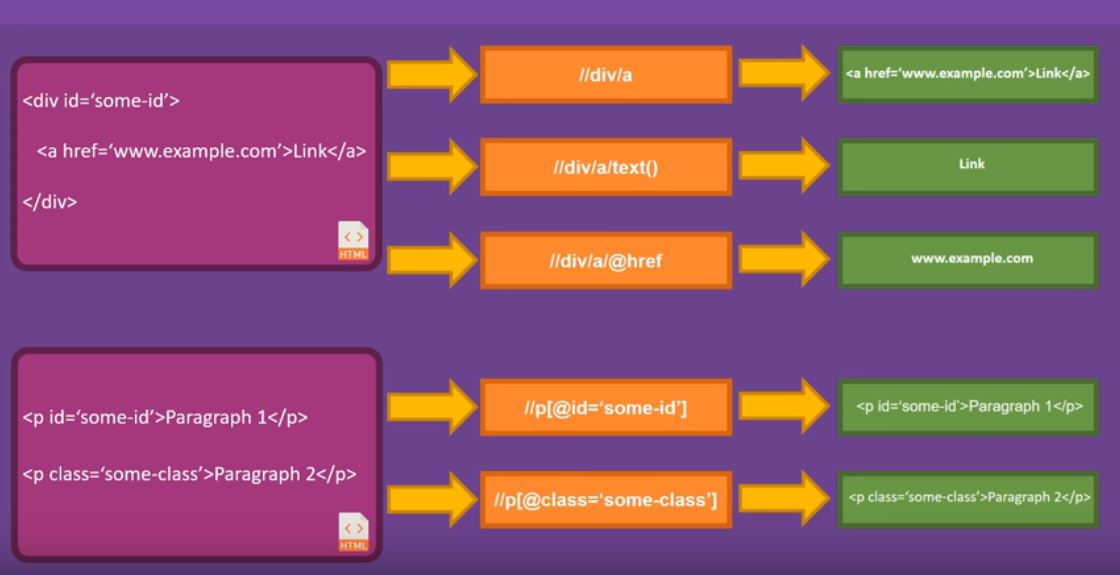 <div id=‘some-id’>
<a href=‘www.example.com’>Link</a>
</div>
HTML
//div/a
<a href=‘www.example.com’>Link</a>
//div/a/text()
Link
//div/a/@href
www.example.com
<p id=‘some-id’>Paragraph 1</p>
<p class=‘some-class’>Paragraph 2</p>
HTML
//p[@id=‘some-id’]
<p id=‘some-id’>Paragraph 1</p>
//p[@class=‘some-class’]
<p class=‘some-class’>Paragraph 2</p>